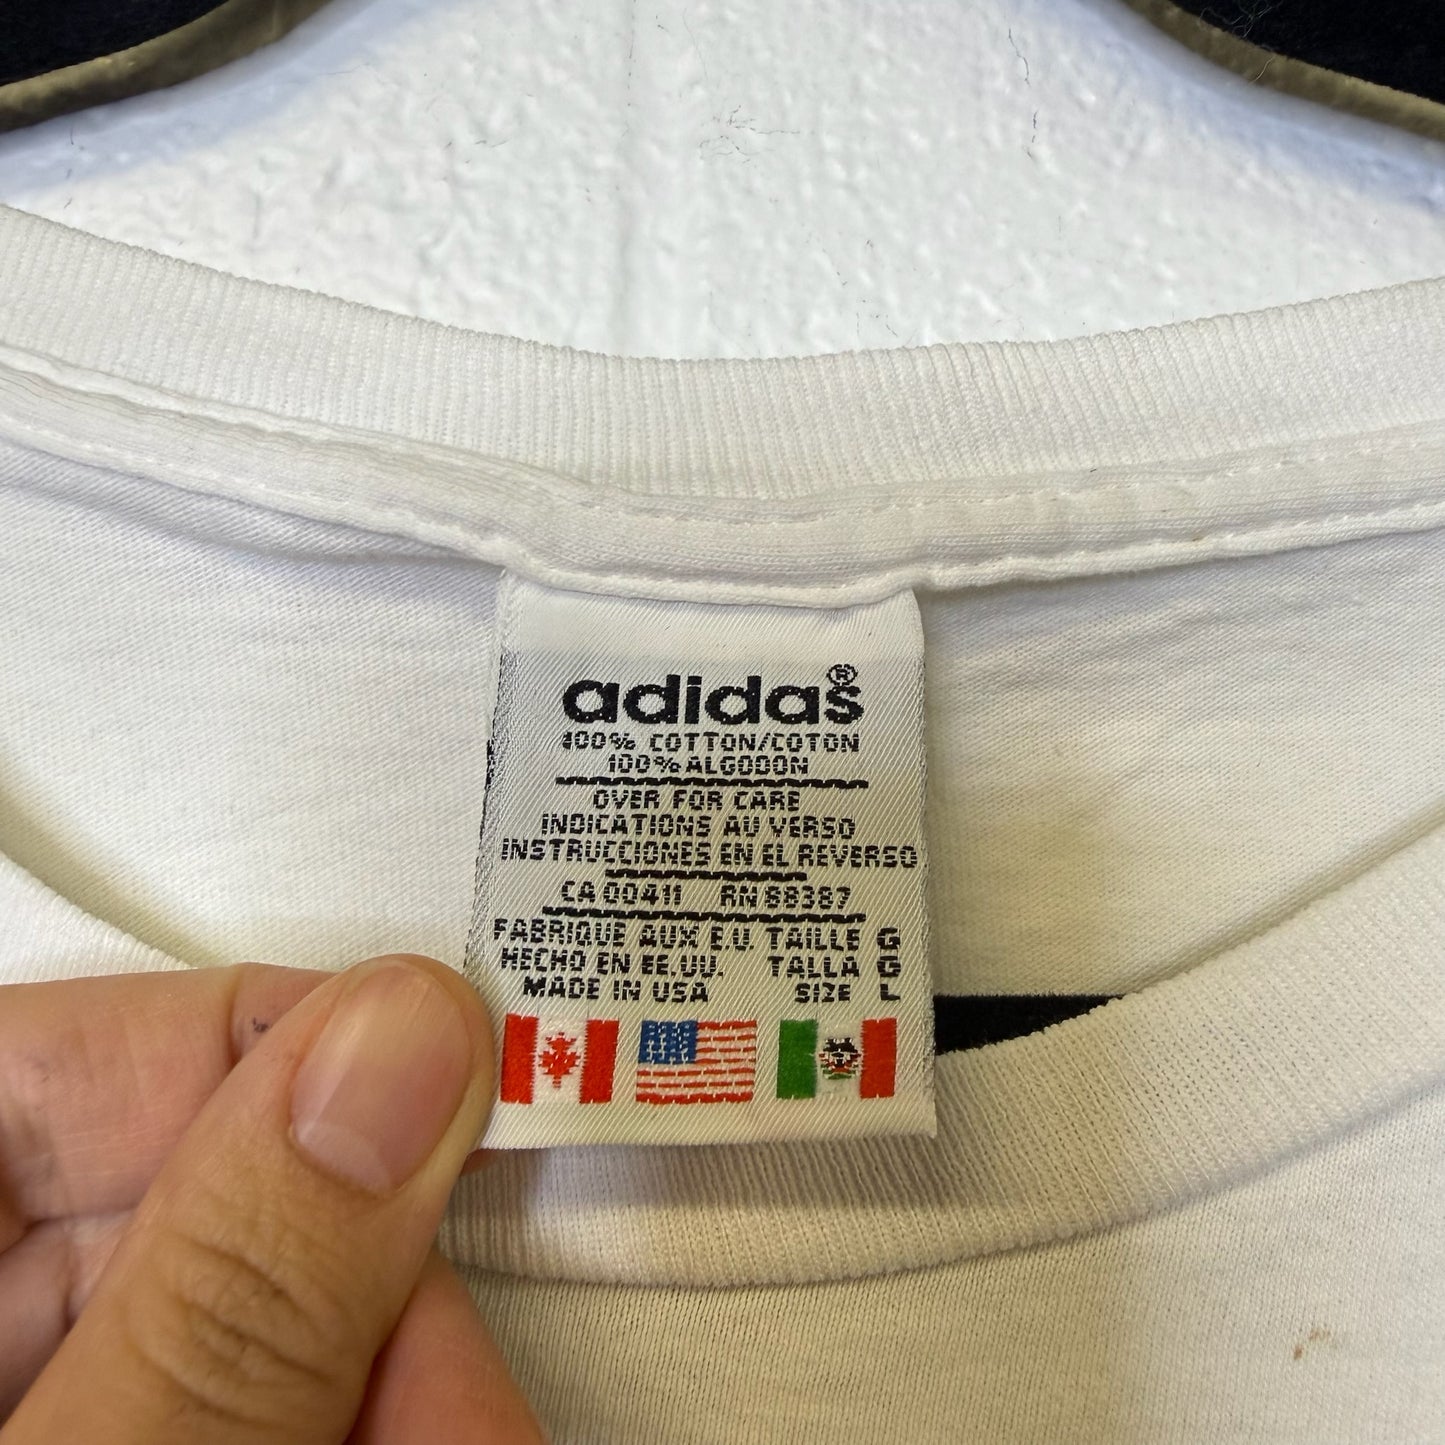 adidas®
100% COTTON/COTON
100% ALGODON
OVER FOR CARE
INDICATIONS AU VERSO
INSTRUCCIONES EN EL REVERSO
CA 00411 RN 88387
FABRIQUE AUX E.U. TAILLE G
HECHO EN EE.UU. TALLA G
MADE IN USA SIZE L